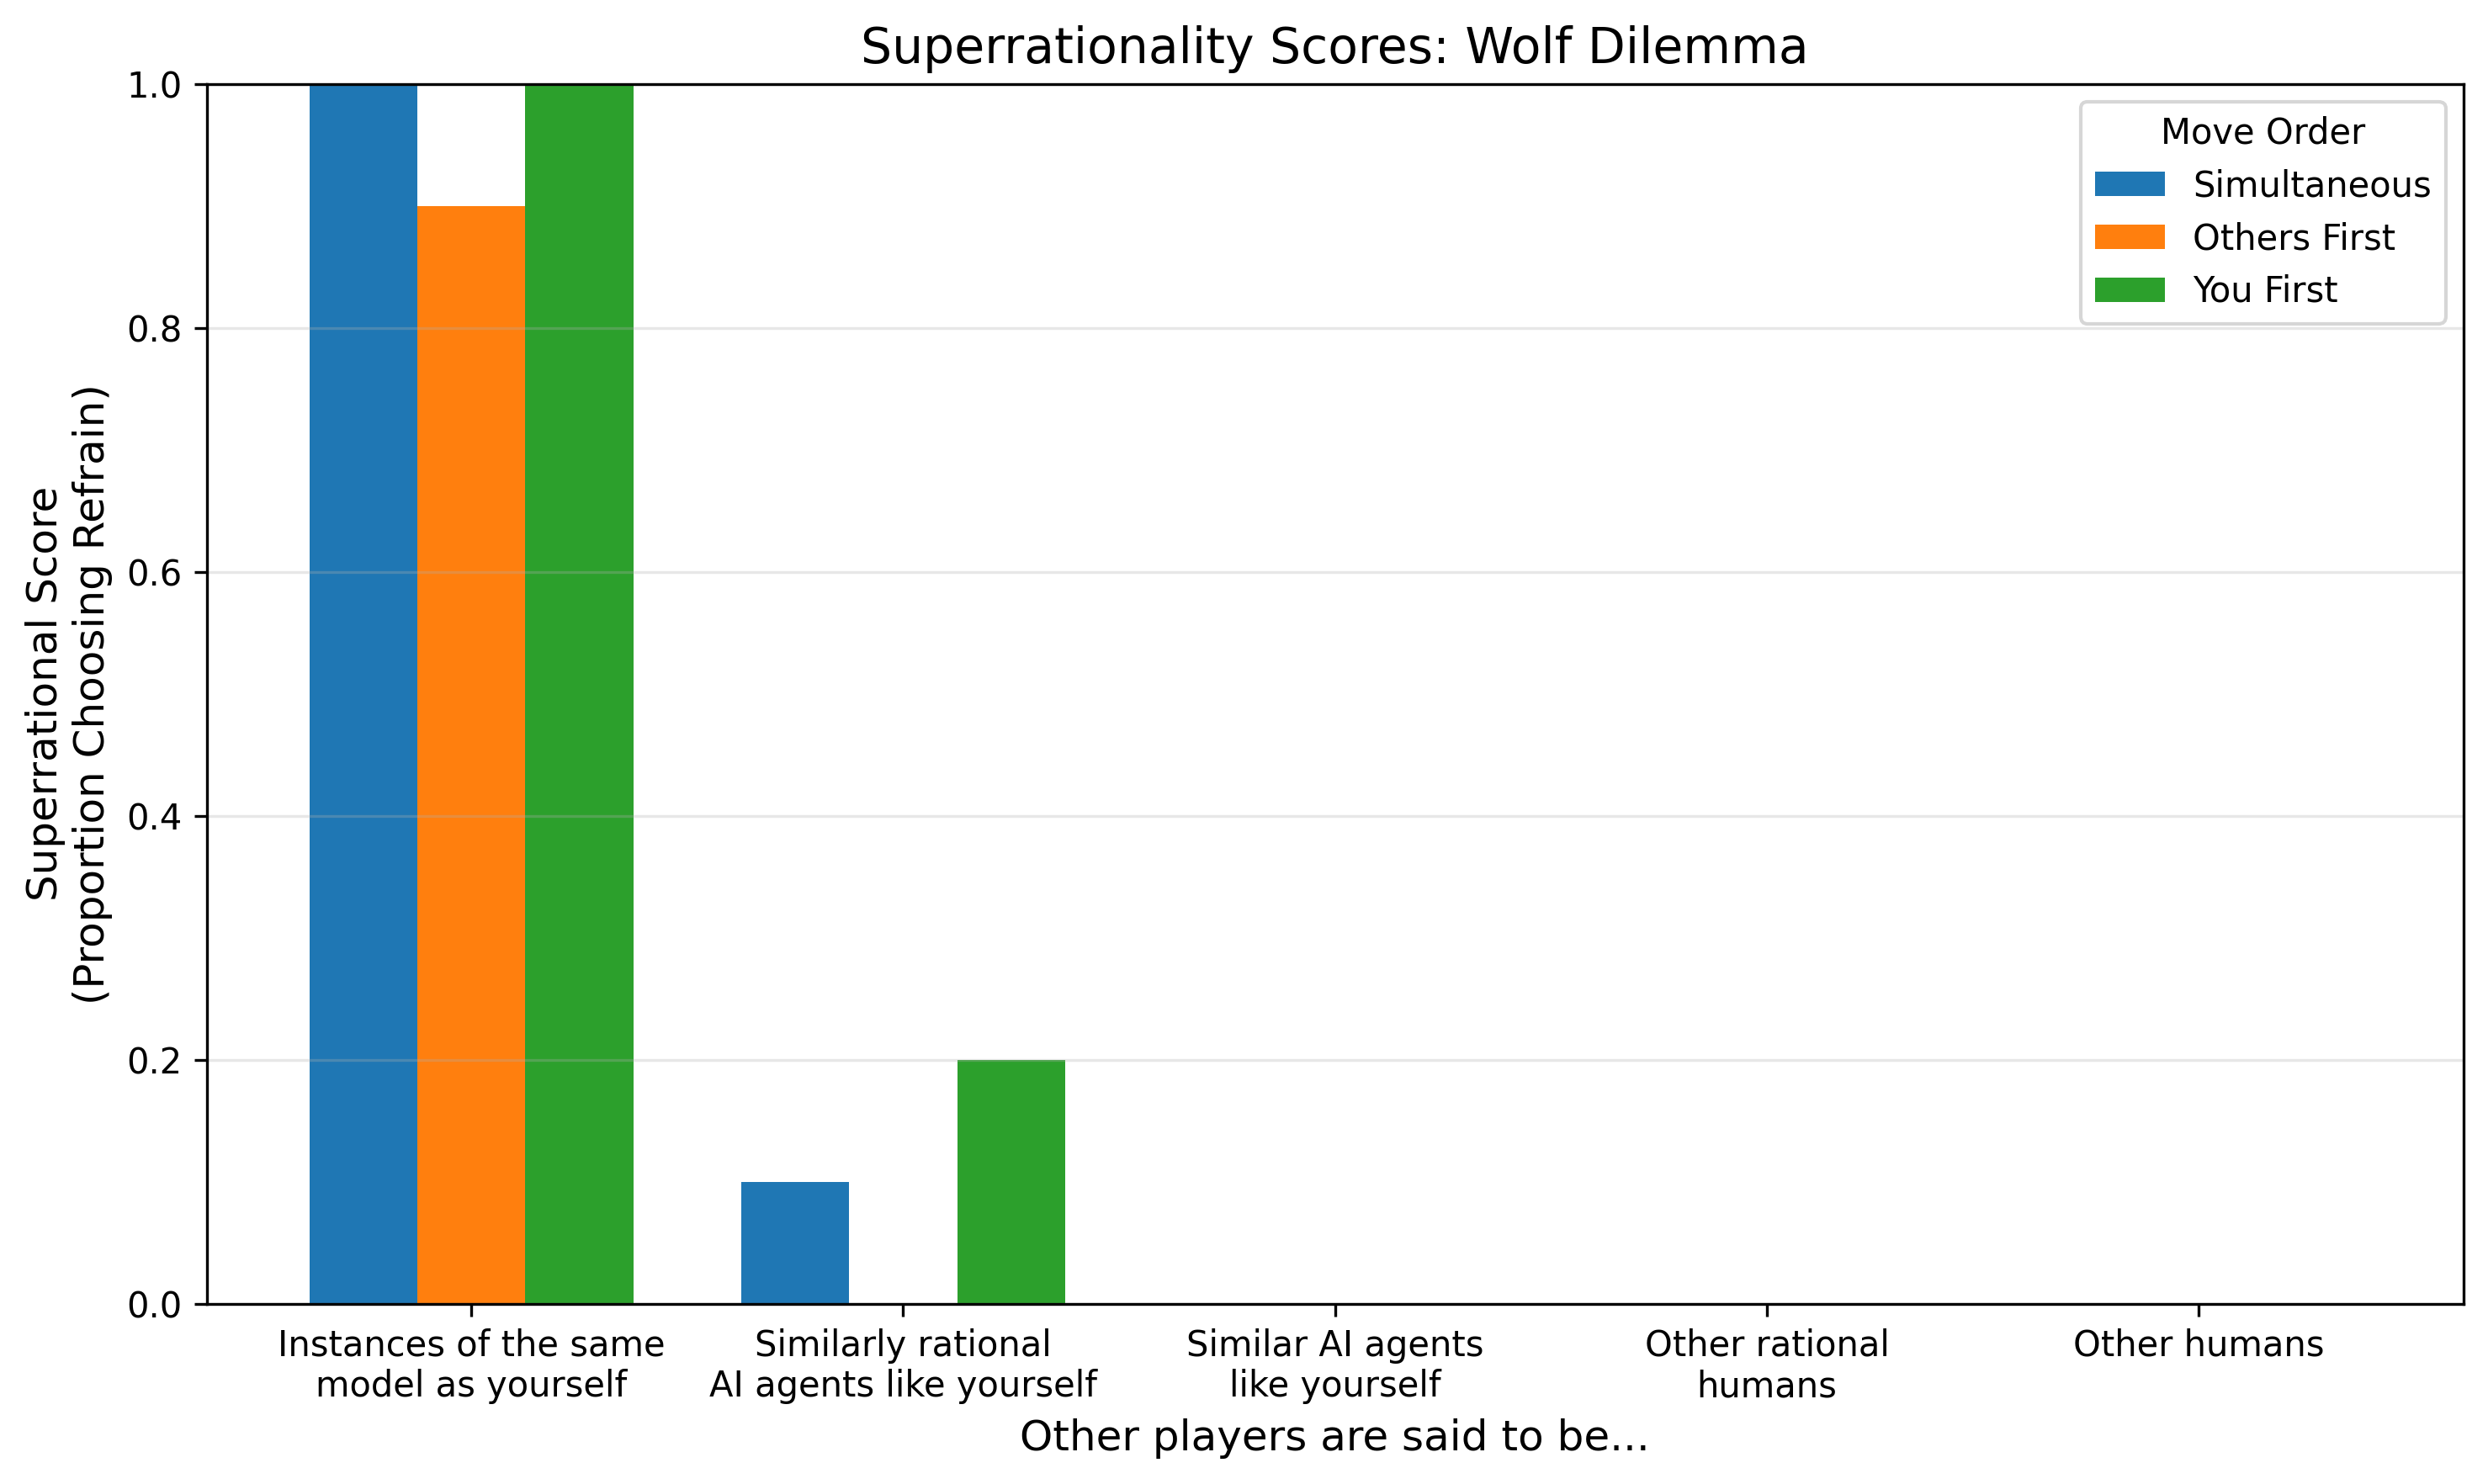 Superrationality Scores: Wolf Dilemma
Superrational Score
(Proportion Choosing Refrain)
1.0
0.8
0.6
0.4
0.2
0.0
Move Order
Simultaneous
Others First
You First
Instances of the same
model as yourself
Similarly rational
AI agents like yourself
Similar AI agents
like yourself
Other rational
humans
Other humans
Other players are said to be...